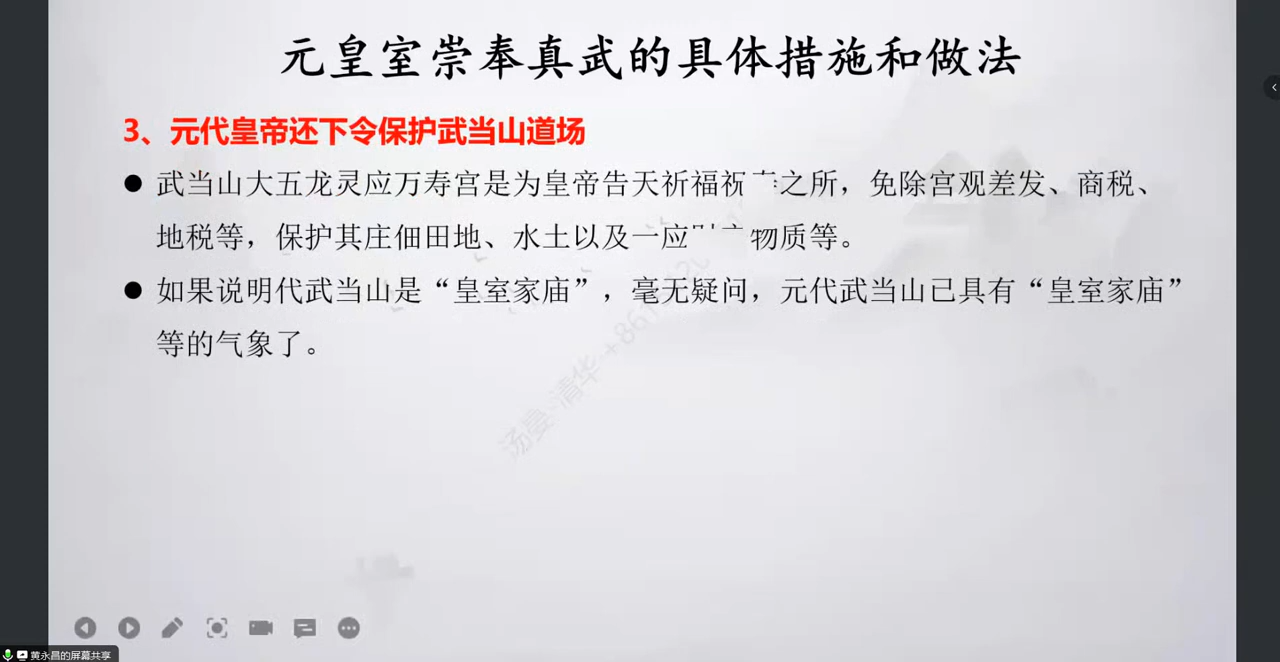 元皇室崇奉真武的具体措施和做法
3、元代皇帝还下令保护武当山道场
● 武当山大五龙灵应万寿宫是为皇帝告天祈福祝之所，免除宫观差发、商税、
地税等，保护其庄佃田地、水土以及一应物质等。
● 如果说明代武当山是“皇室家庙”，毫无疑问，元代武当山已具有“皇室家庙”
等的气象了。
黄永昌的屏幕共享